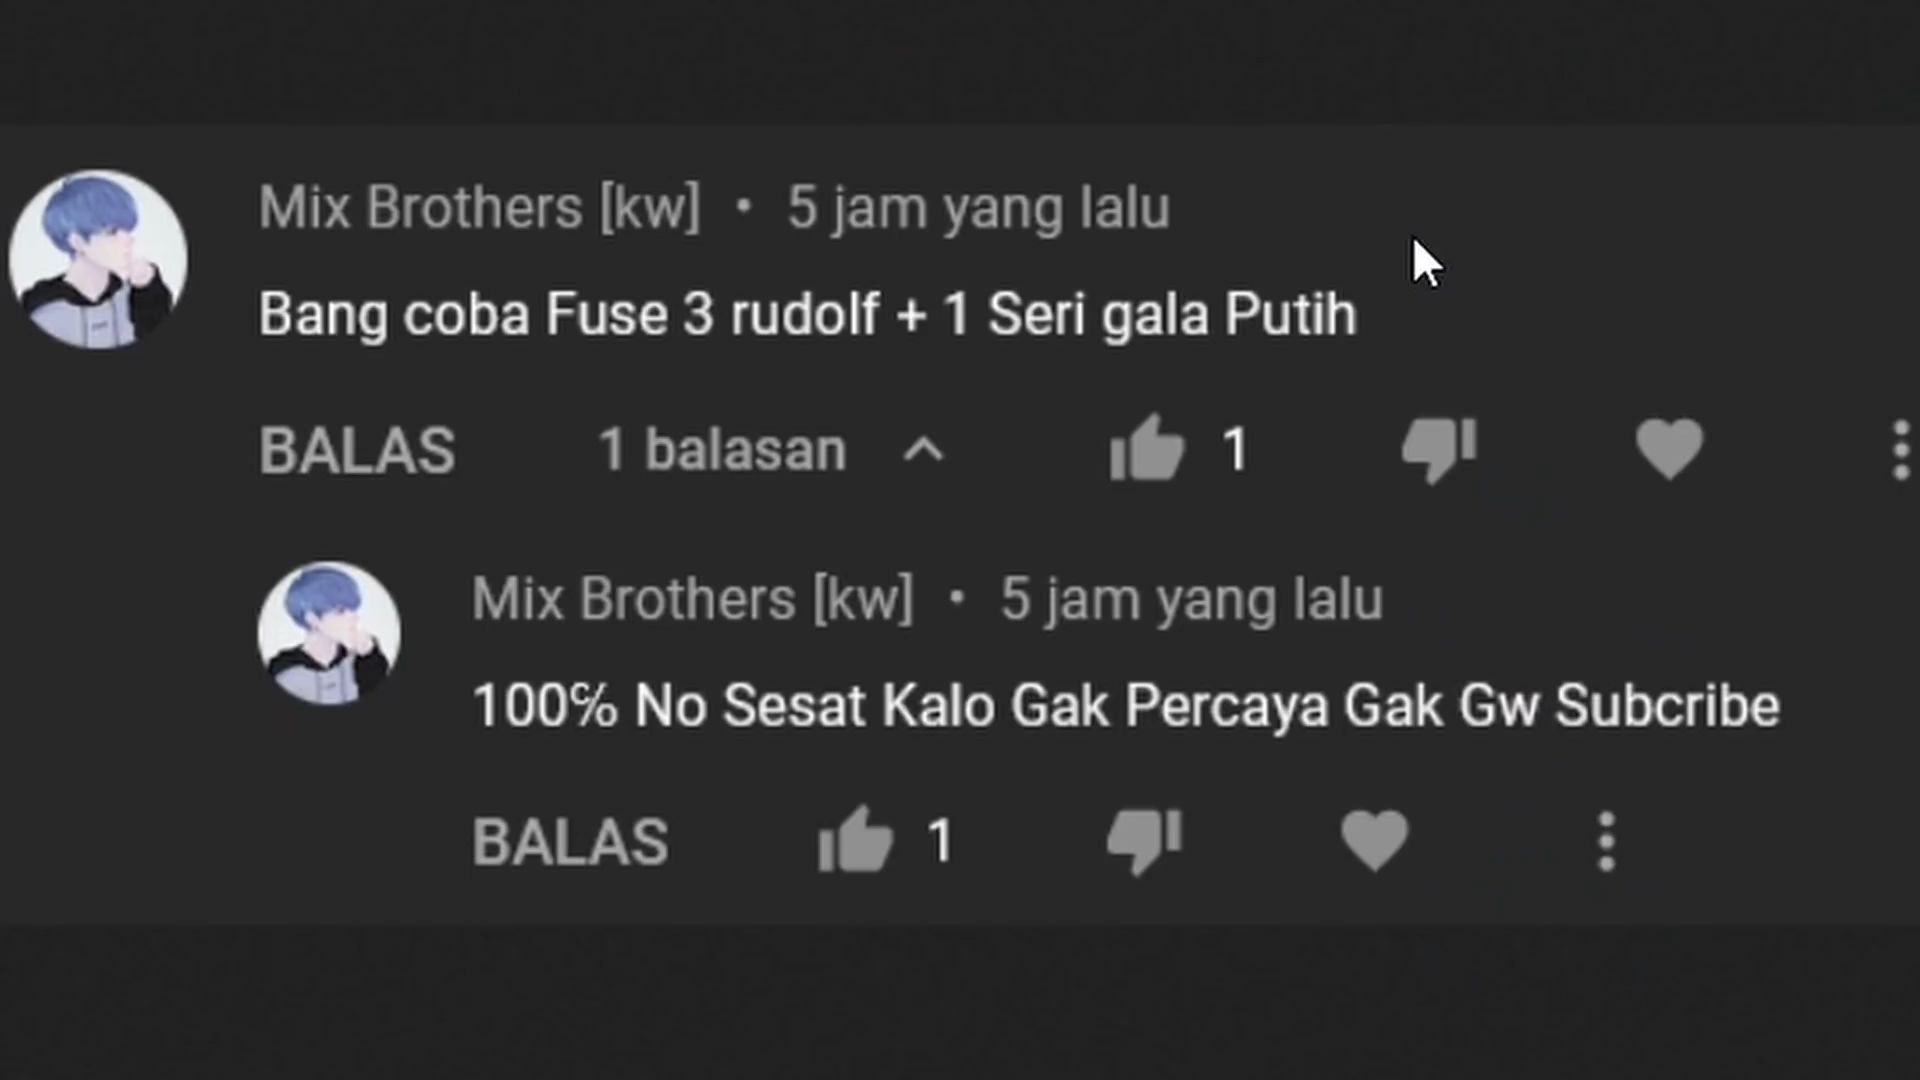 Mix Brothers [kw] • 5 jam yang lalu
Bang coba Fuse 3 rudolf + 1 Seri gala Putih
BALAS 1 balasan 1
Mix Brothers [kw] • 5 jam yang lalu
100℅ No Sesat Kalo Gak Percaya Gak Gw Subcribe
BALAS 1